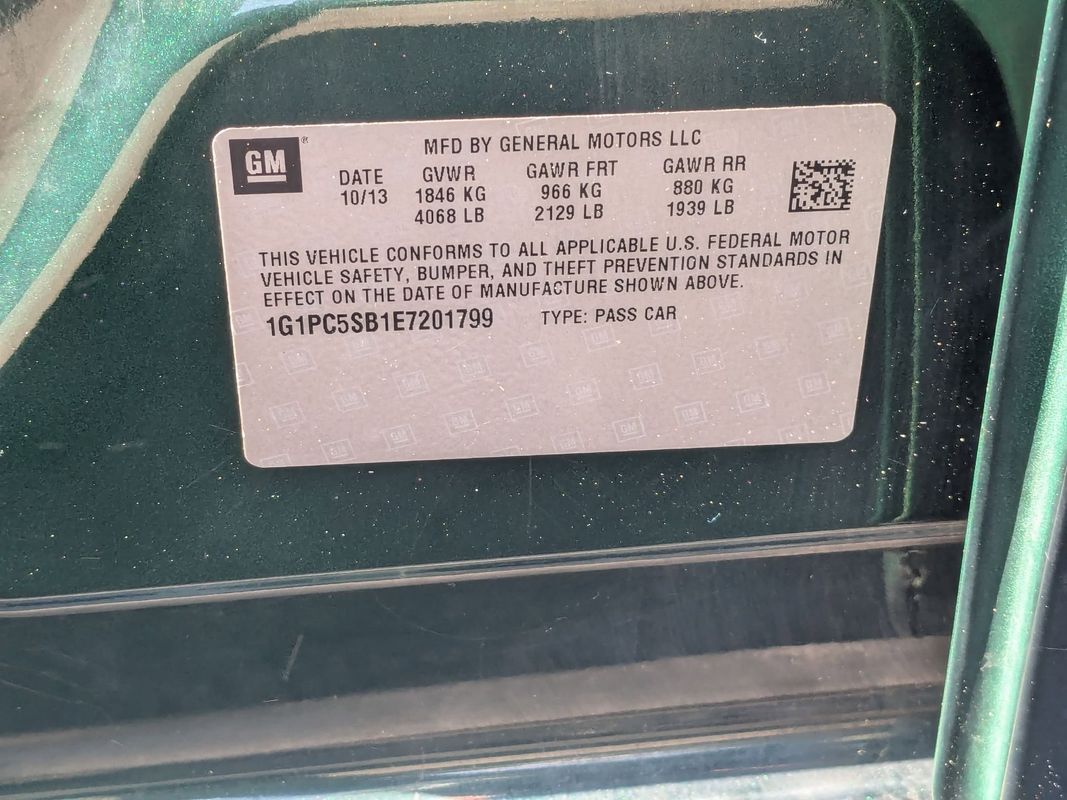 GM
MFD BY GENERAL MOTORS LLC
DATE GVWR GAWR FRT GAWR RR
10/13 1846 KG 966 KG 880 KG
4068 LB 2129 LB 1939 LB
THIS VEHICLE CONFORMS TO ALL APPLICABLE U.S. FEDERAL MOTOR
VEHICLE SAFETY, BUMPER, AND THEFT PREVENTION STANDARDS IN
EFFECT ON THE DATE OF MANUFACTURE SHOWN ABOVE.
1G1PC5SB1E7201799 TYPE: PASS CAR